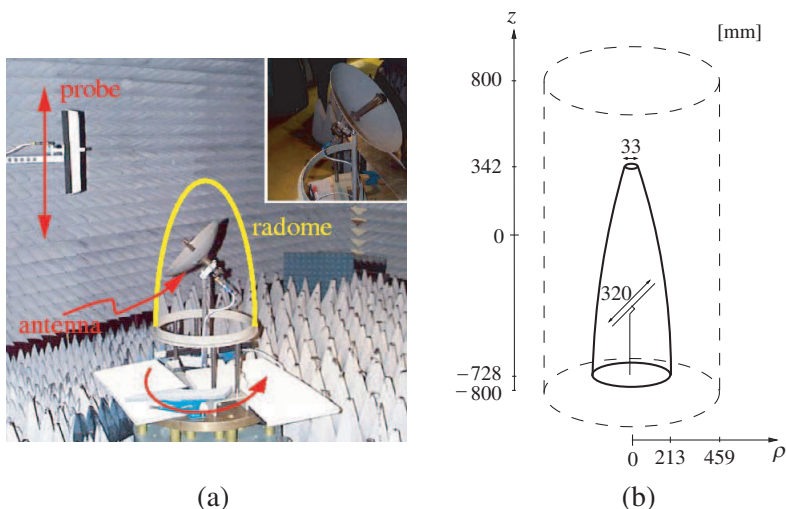 probe
radome
antenna
(a)
z
[mm]
800
33
342
0
320
−728
−800
0 213 459 ρ
(b)